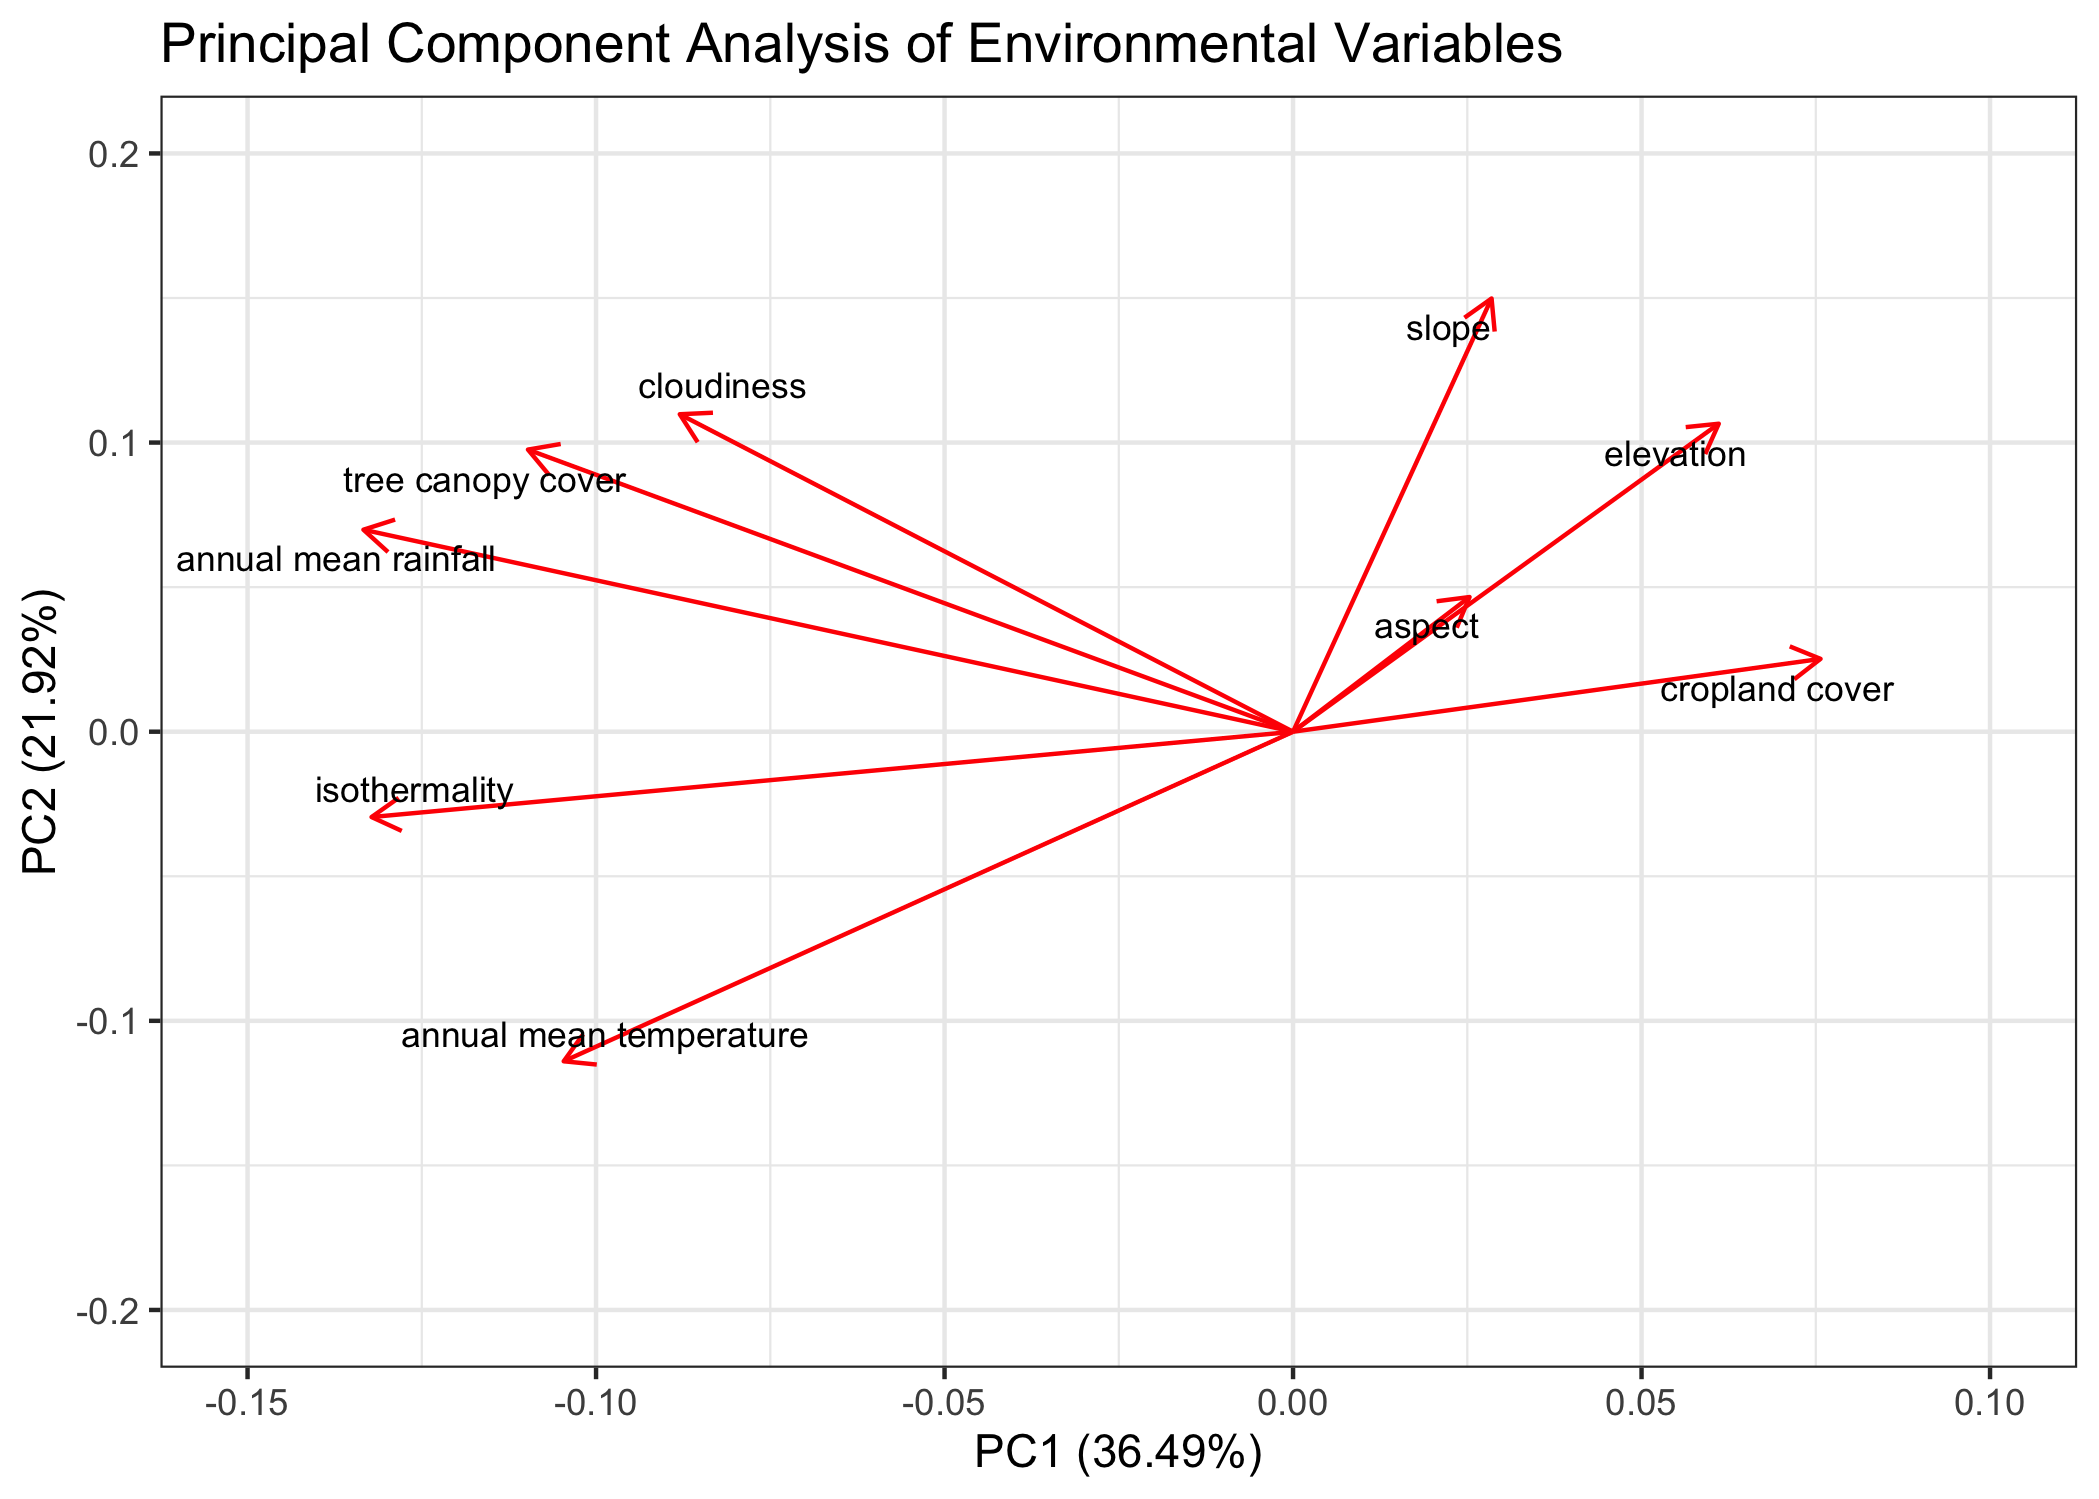 Principal Component Analysis of Environmental Variables
0.2
slope
cloudiness
0.1
elevation
tree canopy cover
annual mean rainfall
aspect
cropland cover
PC2 (21.92%)
0.0
isothermality
-0.1
annual mean temperature
-0.2
-0.15 -0.10 -0.05 0.00 0.05 0.10
PC1 (36.49%)